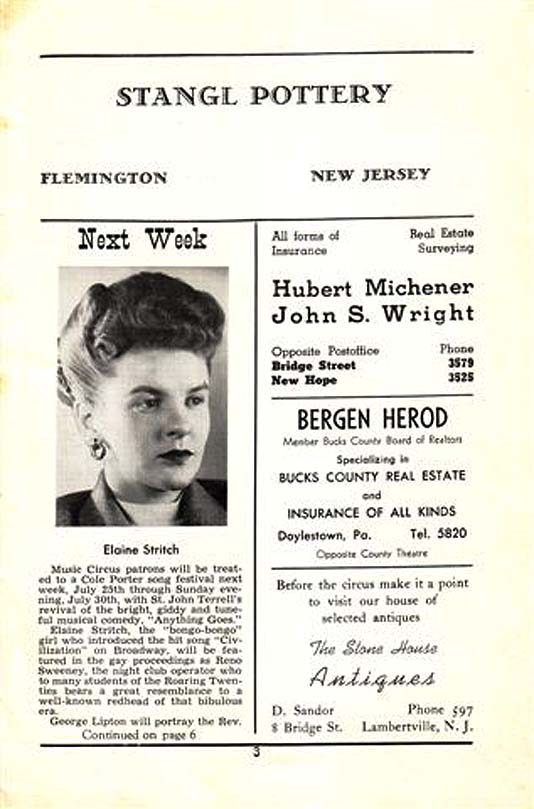 STANGL POTTERY
FLEMINGTON NEW JERSEY
Next Week
Elaine Stritch
Music Circus patrons will be treat-
ed to a Cole Porter song festival next
week, July 25th through Sunday eve-
ning, July 30th, with St. John Terrell's
revival of the bright, giddy and tune-
ful musical comedy, "Anything Goes."
Elaine Stritch, the "bongo-bongo"
girl who introduced the hit song "Civ-
ilization" on Broadway, will be fea-
tured in the gay proceedings as Reno
Sweeney, the night club operator who
to many students of the Roaring Twen-
ties bears a great resemblance to a
well-known redhead of that bibulous
era.
George Lipton will portray the Rev.
Continued on page 6
All forms of Real Estate
Insurance Surveying
Hubert Michener
John S. Wright
Opposite Postoffice Phone
Bridge Street 3579
New Hope 3525
BERGEN HEROD
Member Bucks County Board of Realtors
Specializing in
BUCKS COUNTY REAL ESTATE
and
INSURANCE OF ALL KINDS
Doylestown, Pa. Tel. 5820
Opposite County Theatre
Before the circus make it a point
to visit our house of
selected antiques
The Stone House
Antiques
D. Sandor Phone 597
8 Bridge St. Lambertville, N. J.
3